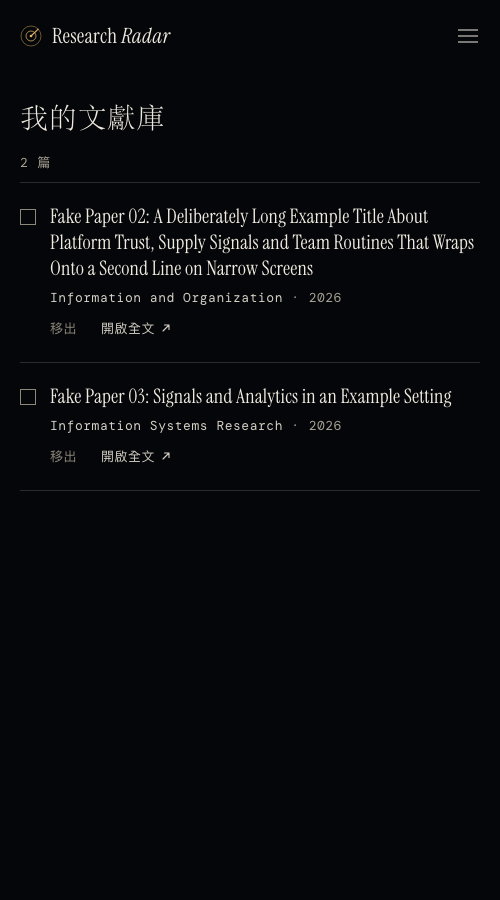 Research Radar
我的文獻庫
2 篇
Fake Paper 02: A Deliberately Long Example Title About
Platform Trust, Supply Signals and Team Routines That Wraps
Onto a Second Line on Narrow Screens
Information and Organization · 2026
移出 開啟全文 ↗
Fake Paper 03: Signals and Analytics in an Example Setting
Information Systems Research · 2026
移出 開啟全文 ↗